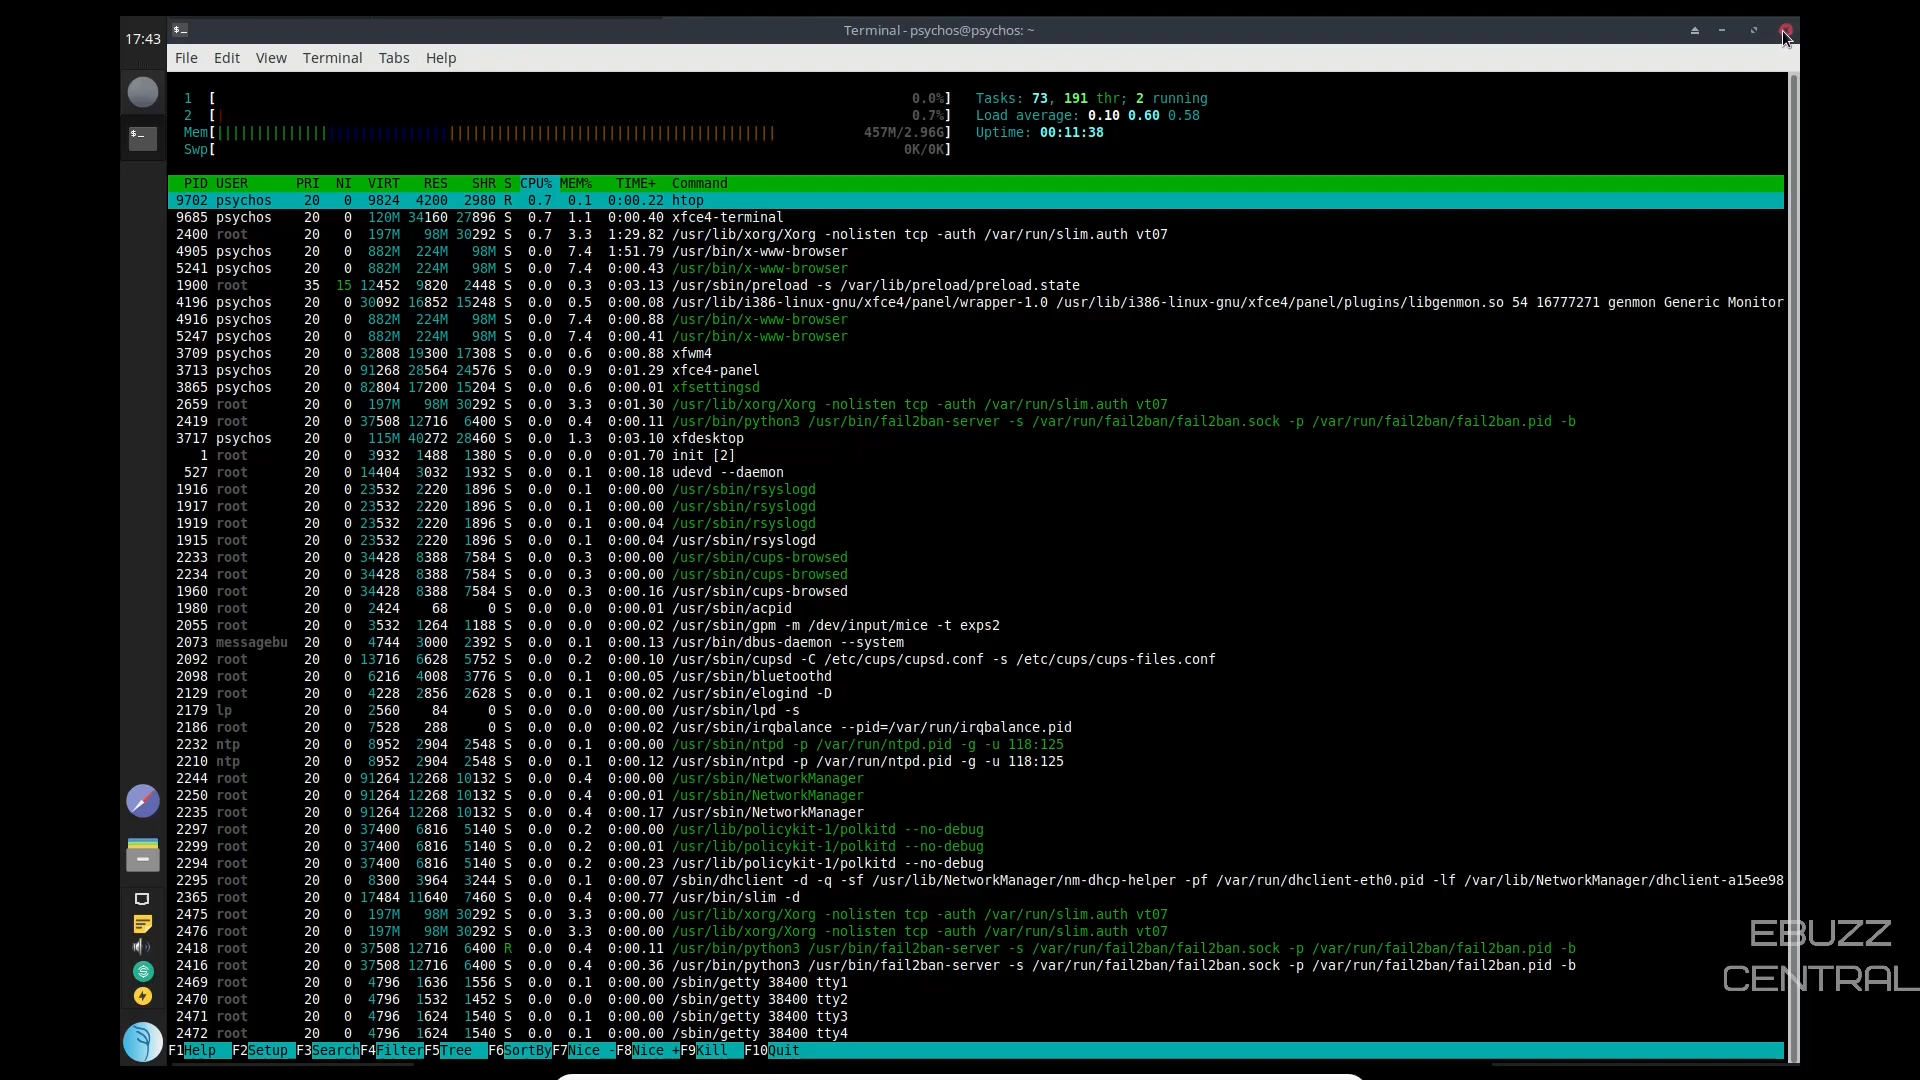 17:43
Terminal - psychos@psychos: ~
File Edit View Terminal Tabs Help
1 [ 0.0%] Tasks: 73, 191 thr; 2 running
2 [ 0.7%] Load average: 0.10 0.60 0.58
Mem[||||||||||||||||||||||||||||||||||||||||||||||||||||||||||||||||||||| 457M/2.96G] Uptime: 00:11:38
Swp[ 0K/0K]
PID USER PRI NI VIRT RES SHR S CPU% MEM% TIME+ Command
9702 psychos 20 0 9824 4200 2980 R 0.7 0.1 0:00.22 htop
9685 psychos 20 0 120M 34160 27896 S 0.7 1.1 0:00.40 xfce4-terminal
2400 root 20 0 197M 98M 30292 S 0.7 3.3 1:29.82 /usr/lib/xorg/Xorg -nolisten tcp -auth /var/run/slim.auth vt07
4905 psychos 20 0 882M 224M 98M S 0.0 7.4 1:51.79 /usr/bin/x-www-browser
5241 psychos 20 0 882M 224M 98M S 0.0 7.4 0:00.43 /usr/bin/x-www-browser
1900 root 35 15 12452 9820 2448 S 0.0 0.3 0:03.13 /usr/sbin/preload -s /var/lib/preload/preload.state
4196 psychos 20 0 30092 16852 15248 S 0.0 0.5 0:00.08 /usr/lib/i386-linux-gnu/xfce4/panel/wrapper-1.0 /usr/lib/i386-linux-gnu/xfce4/panel/plugins/libgenmon.so 54 16777271 genmon Generic Monitor
4916 psychos 20 0 882M 224M 98M S 0.0 7.4 0:00.88 /usr/bin/x-www-browser
5247 psychos 20 0 882M 224M 98M S 0.0 7.4 0:00.41 /usr/bin/x-www-browser
3709 psychos 20 0 32808 19300 17308 S 0.0 0.6 0:00.88 xfwm4
3713 psychos 20 0 91268 28564 24576 S 0.0 0.9 0:01.29 xfce4-panel
3865 psychos 20 0 82804 17200 15204 S 0.0 0.6 0:00.01 xfsettingsd
2659 root 20 0 197M 98M 30292 S 0.0 3.3 0:01.30 /usr/lib/xorg/Xorg -nolisten tcp -auth /var/run/slim.auth vt07
2419 root 20 0 37508 12716 6400 S 0.0 0.4 0:00.11 /usr/bin/python3 /usr/bin/fail2ban-server -s /var/run/fail2ban/fail2ban.sock -p /var/run/fail2ban/fail2ban.pid -b
3717 psychos 20 0 115M 40272 28460 S 0.0 1.3 0:03.10 xfdesktop
1 root 20 0 3932 1488 1380 S 0.0 0.0 0:01.70 init [2]
527 root 20 0 14404 3032 1932 S 0.0 0.1 0:00.18 udevd --daemon
1916 root 20 0 23532 2220 1896 S 0.0 0.1 0:00.00 /usr/sbin/rsyslogd
1917 root 20 0 23532 2220 1896 S 0.0 0.1 0:00.00 /usr/sbin/rsyslogd
1919 root 20 0 23532 2220 1896 S 0.0 0.1 0:00.04 /usr/sbin/rsyslogd
1915 root 20 0 23532 2220 1896 S 0.0 0.1 0:00.04 /usr/sbin/rsyslogd
2233 root 20 0 34428 8388 7584 S 0.0 0.3 0:00.00 /usr/sbin/cups-browsed
2234 root 20 0 34428 8388 7584 S 0.0 0.3 0:00.00 /usr/sbin/cups-browsed
1960 root 20 0 34428 8388 7584 S 0.0 0.3 0:00.16 /usr/sbin/cups-browsed
1980 root 20 0 2424 68 0 S 0.0 0.0 0:00.01 /usr/sbin/acpid
2055 root 20 0 3532 1264 1188 S 0.0 0.0 0:00.02 /usr/sbin/gpm -m /dev/input/mice -t exps2
2073 messagebu 20 0 4744 3000 2392 S 0.0 0.1 0:00.13 /usr/bin/dbus-daemon --system
2092 root 20 0 13716 6628 5752 S 0.0 0.2 0:00.10 /usr/sbin/cupsd -C /etc/cups/cupsd.conf -s /etc/cups/cups-files.conf
2098 root 20 0 6216 4008 3776 S 0.0 0.1 0:00.05 /usr/sbin/bluetoothd
2129 root 20 0 4228 2856 2628 S 0.0 0.1 0:00.02 /usr/sbin/elogind -D
2179 lp 20 0 2560 84 0 S 0.0 0.0 0:00.00 /usr/sbin/lpd -s
2186 root 20 0 7528 288 0 S 0.0 0.0 0:00.02 /usr/sbin/irqbalance --pid=/var/run/irqbalance.pid
2232 ntp 20 0 8952 2904 2548 S 0.0 0.1 0:00.00 /usr/sbin/ntpd -p /var/run/ntpd.pid -g -u 118:125
2210 ntp 20 0 8952 2904 2548 S 0.0 0.1 0:00.12 /usr/sbin/ntpd -p /var/run/ntpd.pid -g -u 118:125
2244 root 20 0 91264 12268 10132 S 0.0 0.4 0:00.00 /usr/sbin/NetworkManager
2250 root 20 0 91264 12268 10132 S 0.0 0.4 0:00.01 /usr/sbin/NetworkManager
2235 root 20 0 91264 12268 10132 S 0.0 0.4 0:00.17 /usr/sbin/NetworkManager
2297 root 20 0 37400 6816 5140 S 0.0 0.2 0:00.00 /usr/lib/policykit-1/polkitd --no-debug
2299 root 20 0 37400 6816 5140 S 0.0 0.2 0:00.01 /usr/lib/policykit-1/polkitd --no-debug
2294 root 20 0 37400 6816 5140 S 0.0 0.2 0:00.23 /usr/lib/policykit-1/polkitd --no-debug
2295 root 20 0 8300 3964 3244 S 0.0 0.1 0:00.07 /sbin/dhclient -d -q -sf /usr/lib/NetworkManager/nm-dhcp-helper -pf /var/run/dhclient-eth0.pid -lf /var/lib/NetworkManager/dhclient-a15ee98
2365 root 20 0 17484 11640 7460 S 0.0 0.4 0:00.77 /usr/bin/slim -d
2475 root 20 0 197M 98M 30292 S 0.0 3.3 0:00.00 /usr/lib/xorg/Xorg -nolisten tcp -auth /var/run/slim.auth vt07
2476 root 20 0 197M 98M 30292 S 0.0 3.3 0:00.00 /usr/lib/xorg/Xorg -nolisten tcp -auth /var/run/slim.auth vt07
2418 root 20 0 37508 12716 6400 R 0.0 0.4 0:00.11 /usr/bin/python3 /usr/bin/fail2ban-server -s /var/run/fail2ban/fail2ban.sock -p /var/run/fail2ban/fail2ban.pid -b
2416 root 20 0 37508 12716 6400 S 0.0 0.4 0:00.36 /usr/bin/python3 /usr/bin/fail2ban-server -s /var/run/fail2ban/fail2ban.sock -p /var/run/fail2ban/fail2ban.pid -b
2469 root 20 0 4796 1636 1556 S 0.0 0.1 0:00.00 /sbin/getty 38400 tty1
2470 root 20 0 4796 1532 1452 S 0.0 0.0 0:00.00 /sbin/getty 38400 tty2
2471 root 20 0 4796 1624 1540 S 0.0 0.1 0:00.00 /sbin/getty 38400 tty3
2472 root 20 0 4796 1624 1540 S 0.0 0.1 0:00.00 /sbin/getty 38400 tty4
F1Help F2Setup F3SearchF4FilterF5Tree F6SortByF7Nice -F8Nice +F9Kill F10Quit
EBUZZ
CENTRAL